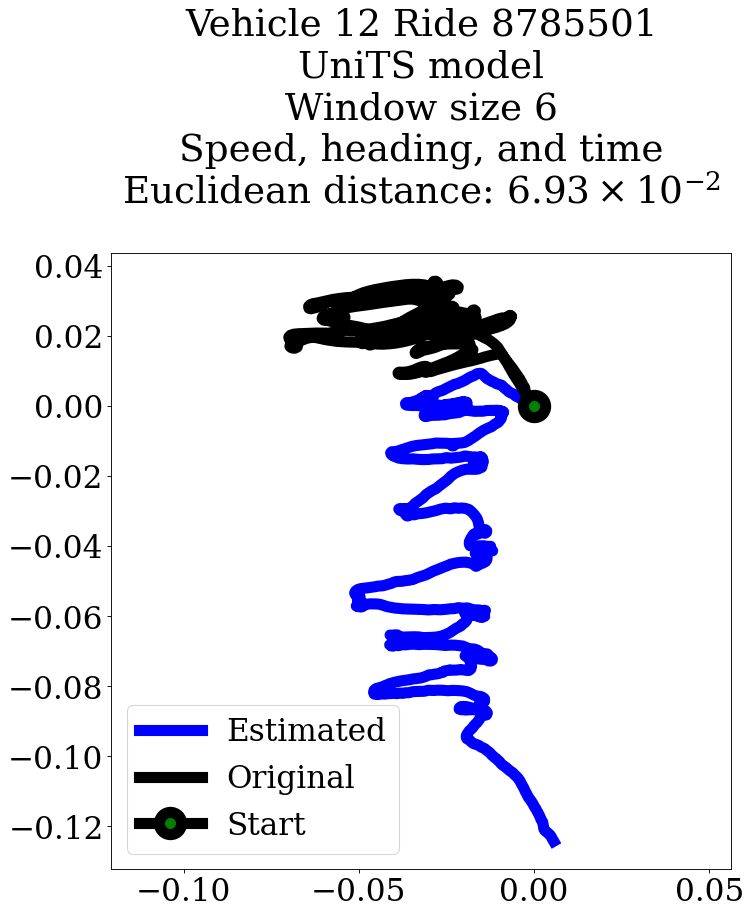 Vehicle 12 Ride 8785501
UniTS model
Window size 6
Speed, heading, and time
Euclidean distance: 6.93 × 10⁻²
0.04
0.02
0.00
−0.02
−0.04
−0.06
−0.08
−0.10
−0.12
Estimated
Original
Start
−0.10 −0.05 0.00 0.05